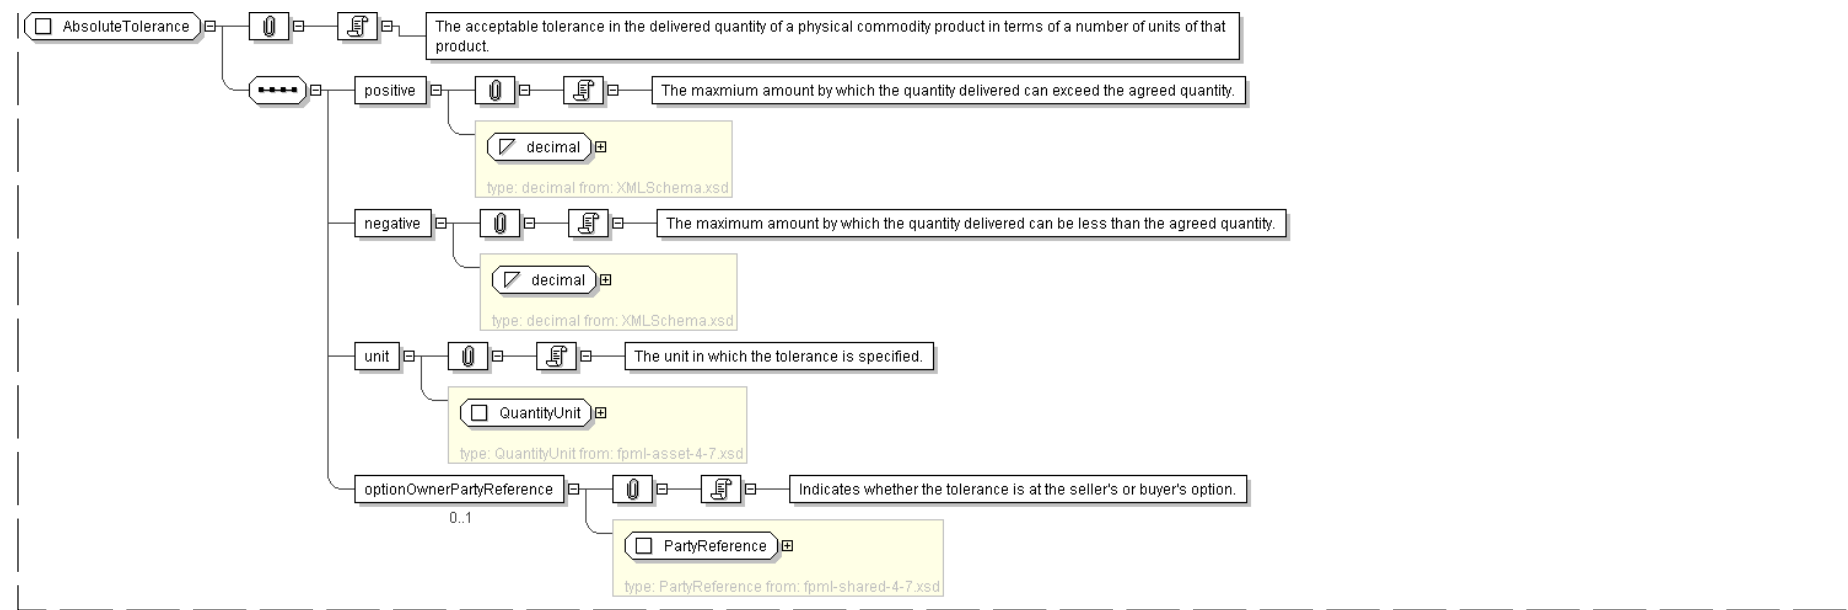 AbsoluteTolerance
The acceptable tolerance in the delivered quantity of a physical commodity product in terms of a number of units of that
product.
positive
The maxmium amount by which the quantity delivered can exceed the agreed quantity.
decimal
type: decimal from: XMLSchema.xsd
negative
The maximum amount by which the quantity delivered can be less than the agreed quantity.
decimal
type: decimal from: XMLSchema.xsd
unit
The unit in which the tolerance is specified.
QuantityUnit
type: QuantityUnit from: fpml-asset-4-7.xsd
optionOwnerPartyReference
Indicates whether the tolerance is at the seller's or buyer's option.
0..1
PartyReference
type: PartyReference from: fpml-shared-4-7.xsd